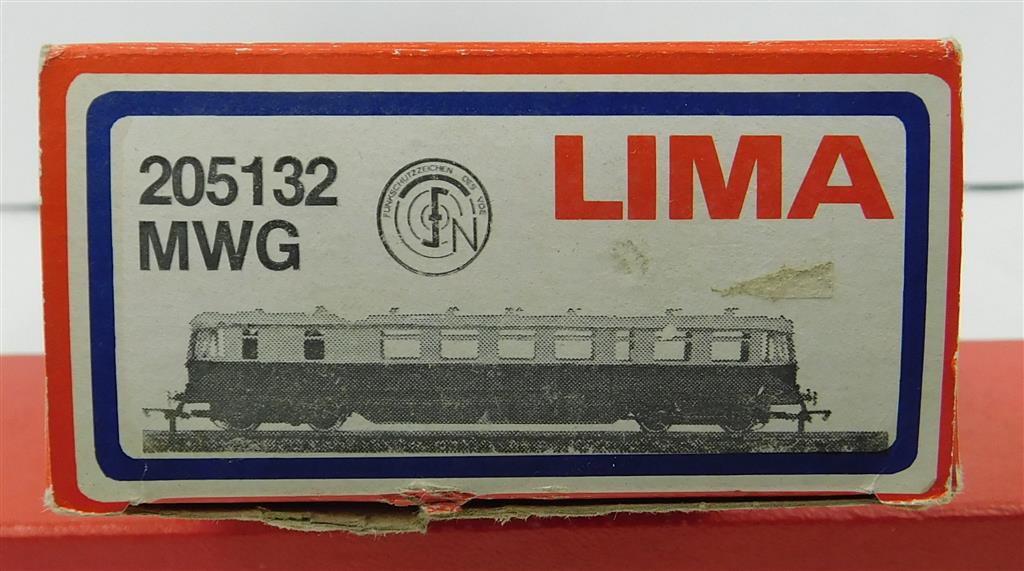 205132
MWG
FUNKSCHUTZZEICHEN DES VDE
N
LIMA